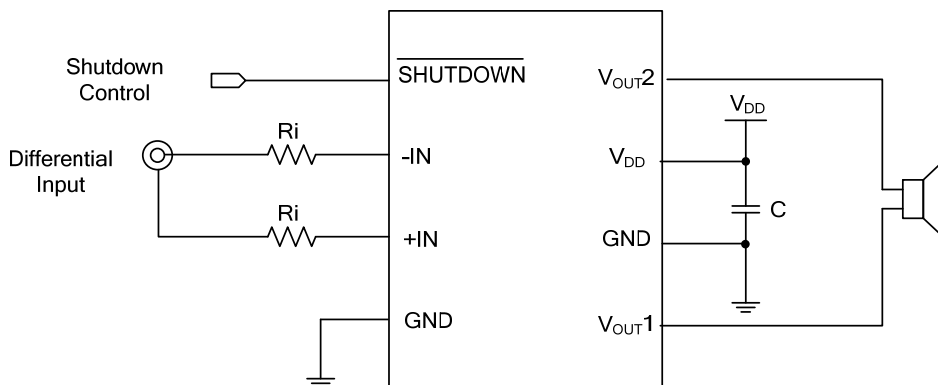 Shutdown
Control
SHUTDOWN
VOUT2
VDD
Ri
Differential
Input
-IN
VDD
Ri
C
+IN
GND
GND
VOUT1